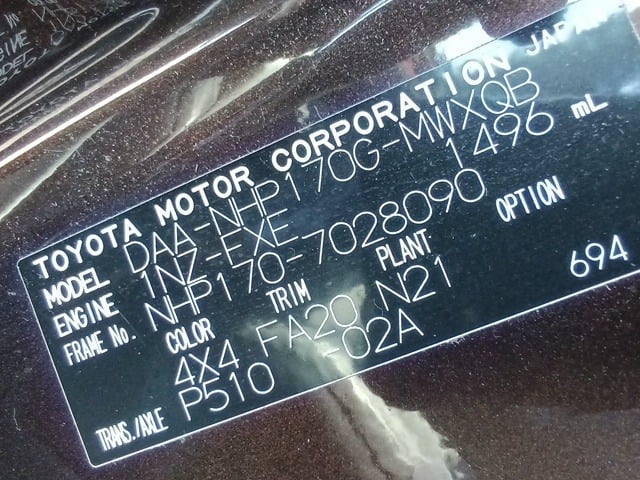 TOYOTA MOTOR CORPORATION JAPAN
MODEL DAA-NHP170G-MWXQB
ENGINE 1NZ-FXE 1496 mL
FRAME No. NHP170-7028090
COLOR TRIM PLANT OPTION
4X4 FA20 N21
TRANS./AXLE P510 -02A 694